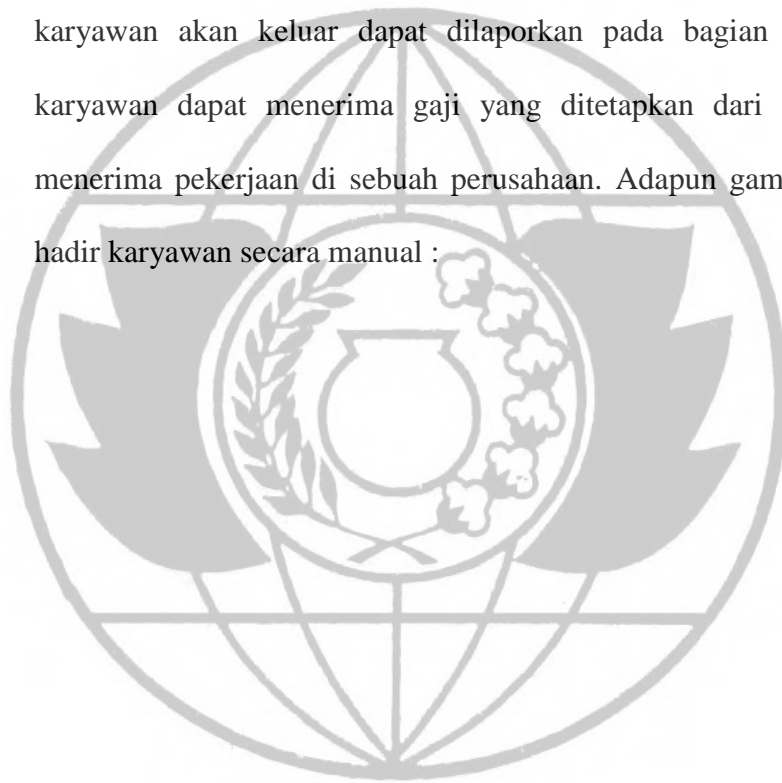 karyawan akan keluar dapat dilaporkan pada bagian
karyawan dapat menerima gaji yang ditetapkan dari
menerima pekerjaan di sebuah perusahaan. Adapun gam
hadir karyawan secara manual :